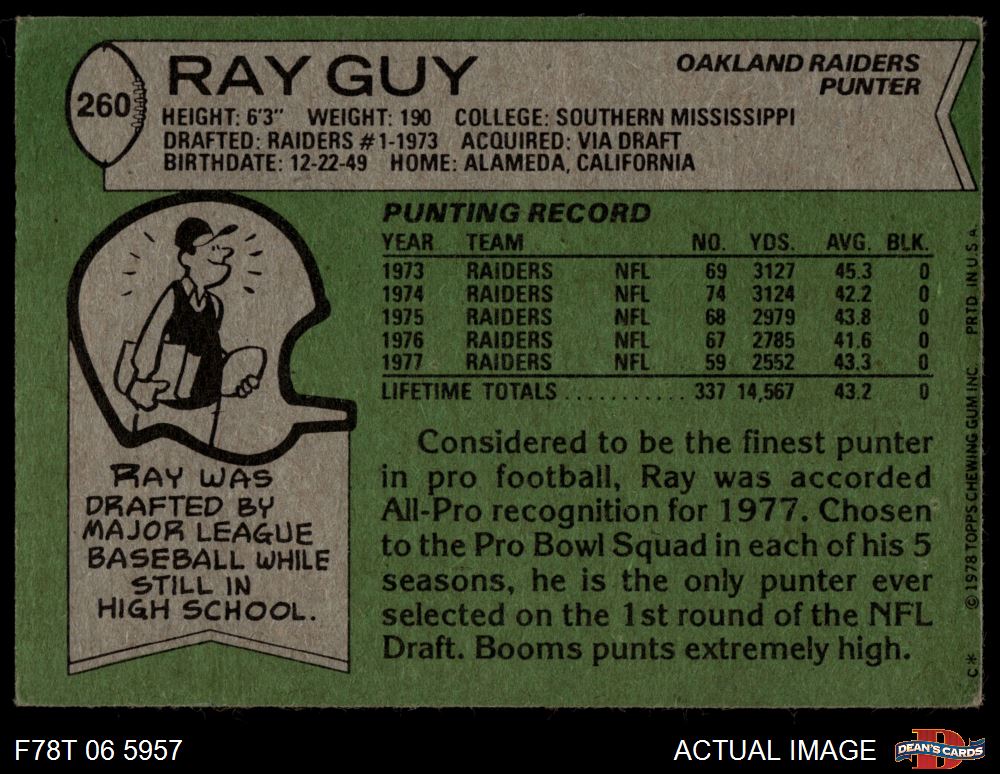 260
RAY GUY
OAKLAND RAIDERS
PUNTER
HEIGHT: 6'3" WEIGHT: 190 COLLEGE: SOUTHERN MISSISSIPPI
DRAFTED: RAIDERS #1-1973 ACQUIRED: VIA DRAFT
BIRTHDATE: 12-22-49 HOME: ALAMEDA, CALIFORNIA
PUNTING RECORD
YEAR TEAM NO. YDS. AVG. BLK.
1973 RAIDERS NFL 69 3127 45.3 0
1974 RAIDERS NFL 74 3124 42.2 0
1975 RAIDERS NFL 68 2979 43.8 0
1976 RAIDERS NFL 67 2785 41.6 0
1977 RAIDERS NFL 59 2552 43.3 0
LIFETIME TOTALS . . . . . . . . . . . 337 14,567 43.2 0
RAY WAS
DRAFTED BY
MAJOR LEAGUE
BASEBALL WHILE
STILL IN
HIGH SCHOOL.
Considered to be the finest punter
in pro football, Ray was accorded
All-Pro recognition for 1977. Chosen
to the Pro Bowl Squad in each of his 5
seasons, he is the only punter ever
selected on the 1st round of the NFL
Draft. Booms punts extremely high.
C* © 1978 TOPPS CHEWING GUM INC. PRTD. IN U.S.A.
F78T 06 5957
ACTUAL IMAGE
D
DEAN'S CARDS